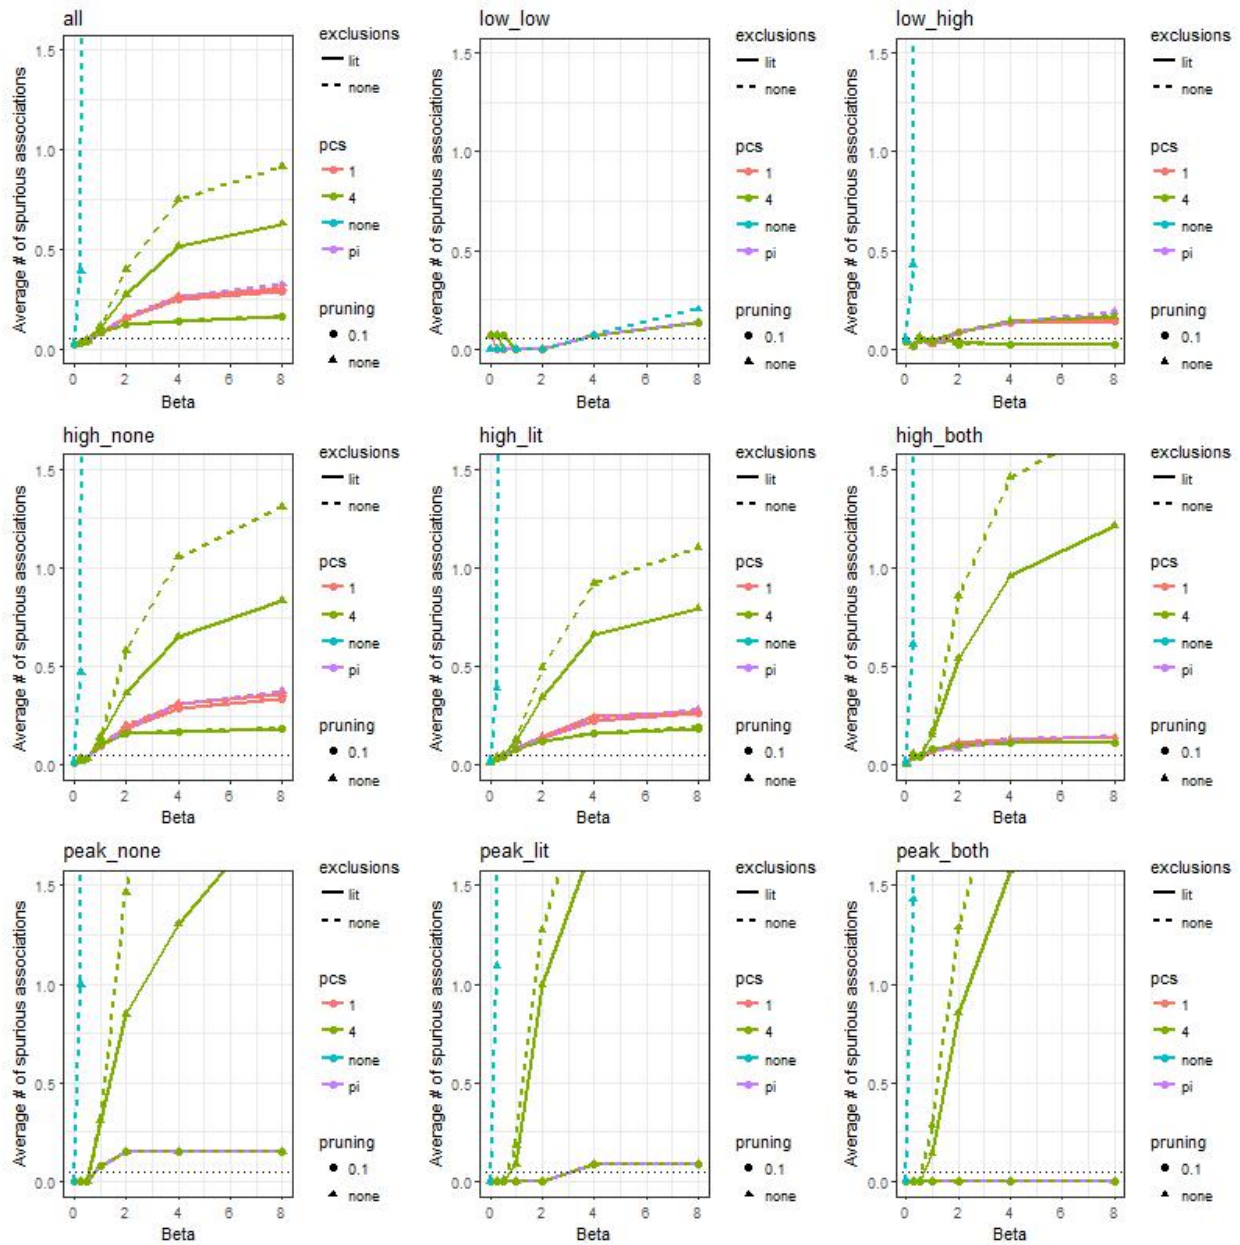 all
low_low
low_high
Average # of spurious associations
1.5
1.0
0.5
0.0
0 2 4 6 8
Beta
exclusions
lit
none
pcs
1
4
none
pi
pruning
0.1
none
Average # of spurious associations
1.5
1.0
0.5
0.0
0 2 4 6 8
Beta
exclusions
lit
none
pcs
1
4
none
pi
pruning
0.1
none
Average # of spurious associations
1.5
1.0
0.5
0.0
0 2 4 6 8
Beta
exclusions
lit
none
pcs
1
4
none
pi
pruning
0.1
none
high_none
high_lit
high_both
Average # of spurious associations
1.5
1.0
0.5
0.0
0 2 4 6 8
Beta
exclusions
lit
none
pcs
1
4
none
pi
pruning
0.1
none
Average # of spurious associations
1.5
1.0
0.5
0.0
0 2 4 6 8
Beta
exclusions
lit
none
pcs
1
4
none
pi
pruning
0.1
none
Average # of spurious associations
1.5
1.0
0.5
0.0
0 2 4 6 8
Beta
exclusions
lit
none
pcs
1
4
none
pi
pruning
0.1
none
peak_none
peak_lit
peak_both
Average # of spurious associations
1.5
1.0
0.5
0.0
0 2 4 6 8
Beta
exclusions
lit
none
pcs
1
4
none
pi
pruning
0.1
none
Average # of spurious associations
1.5
1.0
0.5
0.0
0 2 4 6 8
Beta
exclusions
lit
none
pcs
1
4
none
pi
pruning
0.1
none
Average # of spurious associations
1.5
1.0
0.5
0.0
0 2 4 6 8
Beta
exclusions
lit
none
pcs
1
4
none
pi
pruning
0.1
none